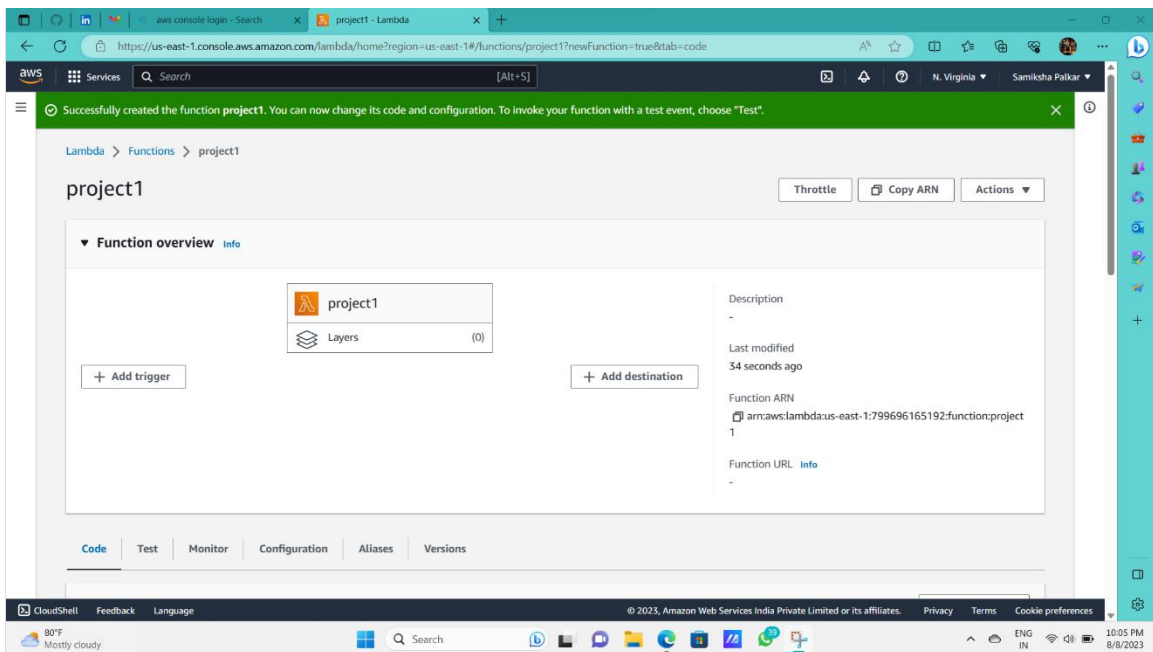 aws console login - Search
project1 - Lambda
https://us-east-1.console.aws.amazon.com/lambda/home?region=us-east-1#/functions/project1?newFunction=true&tab=code
aws
Services
Search
[Alt+S]
N. Virginia
Samiksha Palkar
Successfully created the function project1. You can now change its code and configuration. To invoke your function with a test event, choose "Test".
Lambda > Functions > project1
project1
Throttle
Copy ARN
Actions
Function overview Info
project1
Layers (0)
+ Add trigger
+ Add destination
Description
-
Last modified
34 seconds ago
Function ARN
arn:aws:lambda:us-east-1:799696165192:function:project
1
Function URL Info
-
Code
Test
Monitor
Configuration
Aliases
Versions
CloudShell
Feedback
Language
© 2023, Amazon Web Services India Private Limited or its affiliates.
Privacy
Terms
Cookie preferences
80°F
Mostly cloudy
Search
39
ENG
IN
10:05 PM
8/8/2023